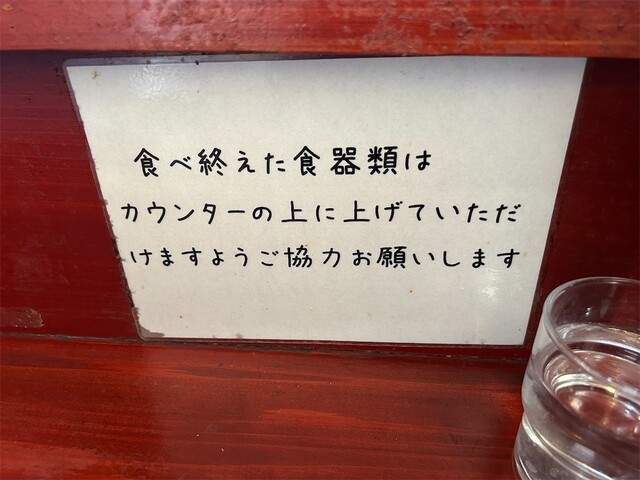 食べ終えた食器類は
カウンターの上に上げていただ
けますようご協力お願いします